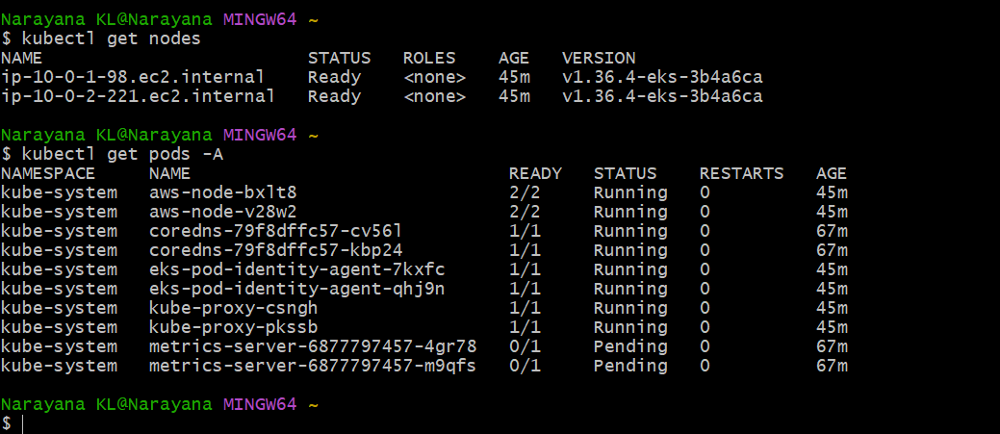 Narayana KL@Narayana MINGW64 ~
$ kubectl get nodes
NAME STATUS ROLES AGE VERSION
ip-10-0-1-98.ec2.internal Ready <none> 45m v1.36.4-eks-3b4a6ca
ip-10-0-2-221.ec2.internal Ready <none> 45m v1.36.4-eks-3b4a6ca
Narayana KL@Narayana MINGW64 ~
$ kubectl get pods -A
NAMESPACE NAME READY STATUS RESTARTS AGE
kube-system aws-node-bxlt8 2/2 Running 0 45m
kube-system aws-node-v28w2 2/2 Running 0 45m
kube-system coredns-79f8dffc57-cv56l 1/1 Running 0 67m
kube-system coredns-79f8dffc57-kbp24 1/1 Running 0 67m
kube-system eks-pod-identity-agent-7kxfc 1/1 Running 0 45m
kube-system eks-pod-identity-agent-qhj9n 1/1 Running 0 45m
kube-system kube-proxy-csngh 1/1 Running 0 45m
kube-system kube-proxy-pkssb 1/1 Running 0 45m
kube-system metrics-server-6877797457-4gr78 0/1 Pending 0 67m
kube-system metrics-server-6877797457-m9qfs 0/1 Pending 0 67m
Narayana KL@Narayana MINGW64 ~
$